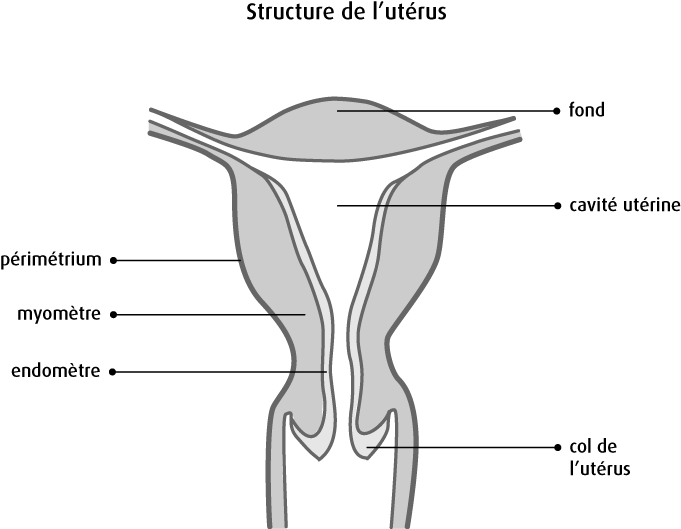 Structure de l'utérus
fond
cavité utérine
périmétrium
myomètre
endomètre
col de
l'utérus